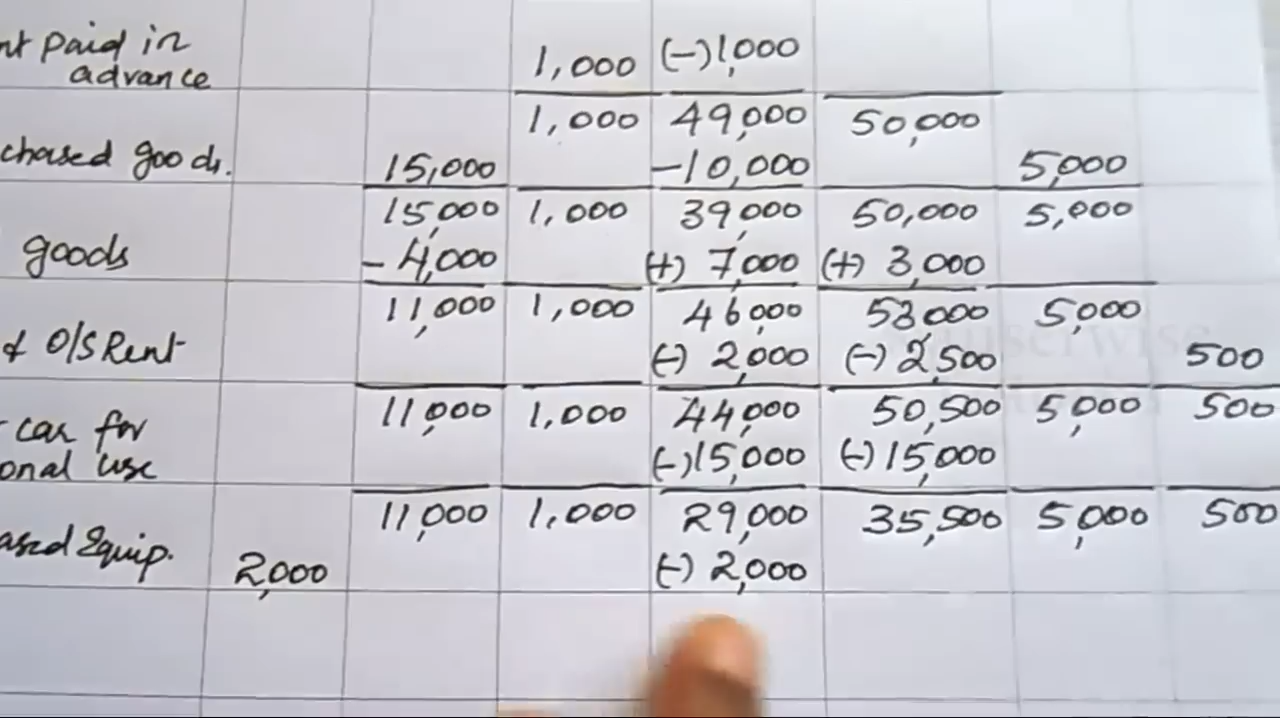 nt Paid in
advance 1,000 (-)1,000
1,000 49,000 50,000
chased goods. 15,000 -10,000 5,000
15,000 1,000 39,000 50,000 5,000
goods -4,000 (+) 7,000 (+) 3,000
11,000 1,000 46,000 53000 5,000
& O/S Rent (-) 2,000 (-) 2,500 500
11,000 1,000 44,000 50,500 5,000 500
car for
onal use (-)15,000 (-)15,000
11,000 1,000 29,000 35,500 5,000 500
ased Equip. 2,000 (-) 2,000